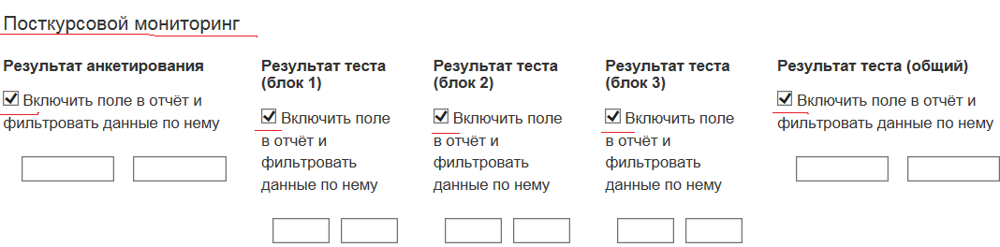 Посткурсовой мониторинг
Результат анкетирования
Включить поле в отчёт и
фильтровать данные по нему
Результат теста
(блок 1)
Включить поле
в отчёт и
фильтровать
данные по нему
Результат теста
(блок 2)
Включить поле
в отчёт и
фильтровать
данные по нему
Результат теста
(блок 3)
Включить поле
в отчёт и
фильтровать
данные по нему
Результат теста (общий)
Включить поле в отчёт и
фильтровать данные по нему